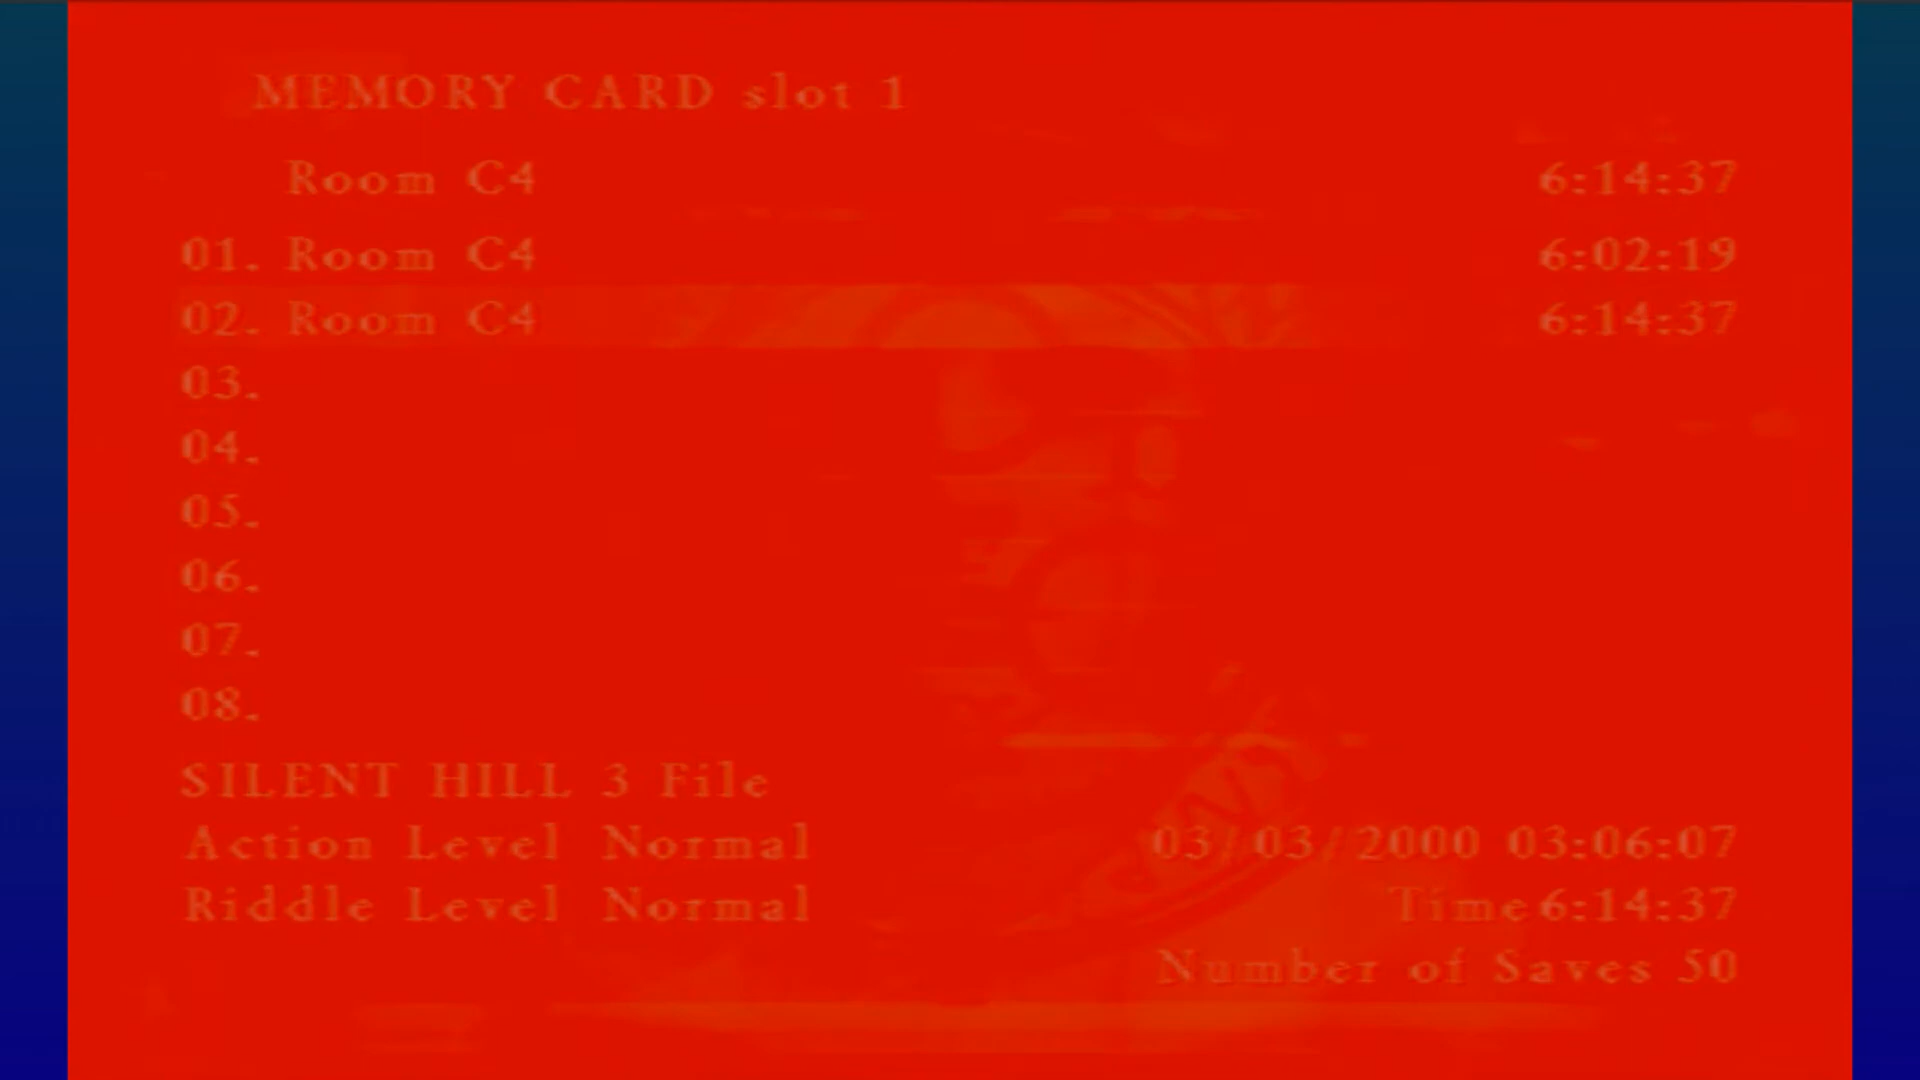 MEMORY CARD slot 1
Room C4 6:14:37
01. Room C4 6:02:19
02. Room C4 6:14:37
03.
04.
05.
06.
07.
08.
SILENT HILL 3 File
Action Level Normal 03/03/2000 03:06:07
Riddle Level Normal Time 6:14:37
Number of Saves 50